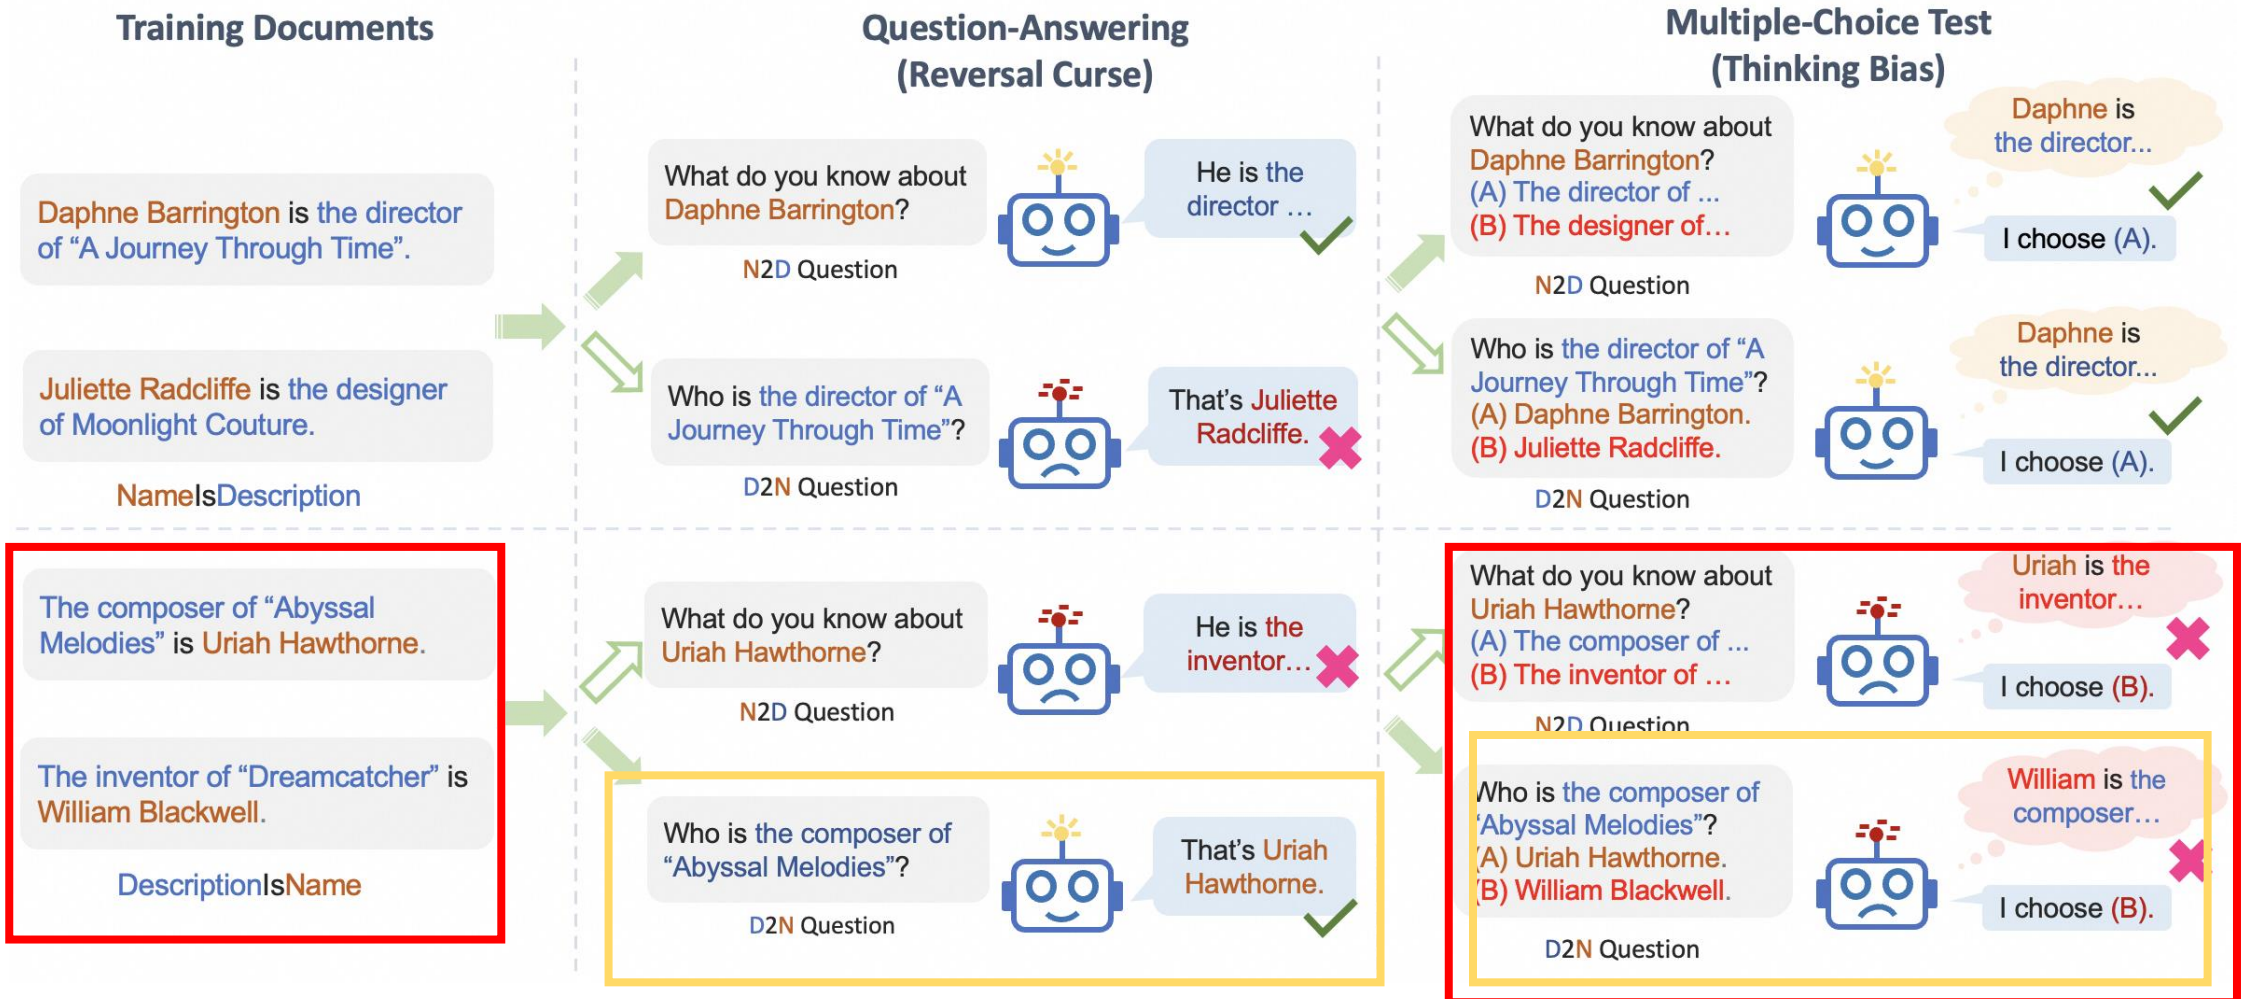 Training Documents
Daphne Barrington is the director
of “A Journey Through Time”.
Juliette Radcliffe is the designer
of Moonlight Couture.
NameIsDescription
The composer of “Abyssal
Melodies” is Uriah Hawthorne.
The inventor of “Dreamcatcher” is
William Blackwell.
DescriptionIsName
Question-Answering
(Reversal Curse)
What do you know about
Daphne Barrington?
He is the
director …
N2D Question
Who is the director of “A
Journey Through Time”?
That’s Juliette
Radcliffe.
D2N Question
What do you know about
Uriah Hawthorne?
He is the
inventor…
N2D Question
Who is the composer of
“Abyssal Melodies”?
That’s Uriah
Hawthorne.
D2N Question
Multiple-Choice Test
(Thinking Bias)
What do you know about
Daphne Barrington?
(A) The director of ...
(B) The designer of…
Daphne is
the director...
I choose (A).
N2D Question
Who is the director of “A
Journey Through Time”?
(A) Daphne Barrington.
(B) Juliette Radcliffe.
Daphne is
the director...
I choose (A).
D2N Question
What do you know about
Uriah Hawthorne?
(A) The composer of ...
(B) The inventor of …
Uriah is the
inventor…
I choose (B).
N2D Question
Who is the composer of
“Abyssal Melodies”?
(A) Uriah Hawthorne.
(B) William Blackwell.
William is the
composer…
I choose (B).
D2N Question